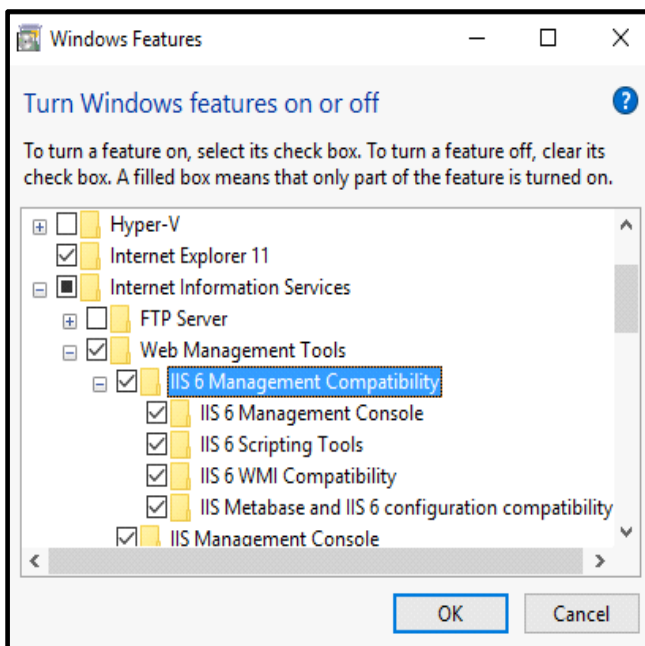 Windows Features
Turn Windows features on or off
?
To turn a feature on, select its check box. To turn a feature off, clear its
check box. A filled box means that only part of the feature is turned on.
Hyper-V
Internet Explorer 11
Internet Information Services
FTP Server
Web Management Tools
IIS 6 Management Compatibility
IIS 6 Management Console
IIS 6 Scripting Tools
IIS 6 WMI Compatibility
IIS Metabase and IIS 6 configuration compatibility
IIS Management Console
OK Cancel